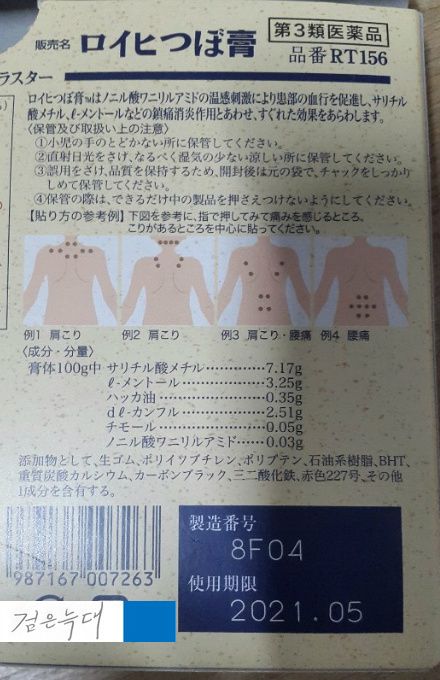 販売名 ロイヒつぼ膏 第3類医薬品
品番 RT156
ラスター
ロイヒつぼ膏™はノニル酸ワニリルアミドの温感刺激により患部の血行を促進し、サリチル
酸メチル、ℓ-メントールなどの鎮痛消炎作用とあわせ、すぐれた効果をあらわします。
〈保管及び取扱い上の注意〉
①小児の手のとどかない所に保管してください。
②直射日光をさけ、なるべく湿気の少ない涼しい所に保管してください。
③誤用をさけ、品質を保持するため、開封後は元の袋で、チャックをしっかり
しめて保管してください。
④保管の際は、できるだけ中の製品を押さえつけないようにしてください。
【貼り方の参考例】下図を参考に、指で押してみて痛みを感じるところ、
こりがあるところを中心に貼ってください。
例1 肩こり 例2 肩こり 例3 肩こり・腰痛 例4 腰痛
〈成分・分量〉
膏体100g中 サリチル酸メチル…………7.17g
ℓ-メントール…………………3.25g
ハッカ油………………………0.35g
dℓ-カンフル…………………2.51g
チモール………………………0.05g
ノニル酸ワニリルアミド……0.03g
添加物として、生ゴム、ポリイソブチレン、ポリブテン、石油系樹脂、BHT、
重質炭酸カルシウム、カーボンブラック、三二酸化鉄、赤色227号、その他
1成分を含有する。
987167 007263
製造番号
8F04
使用期限
2021.05
검은늑대